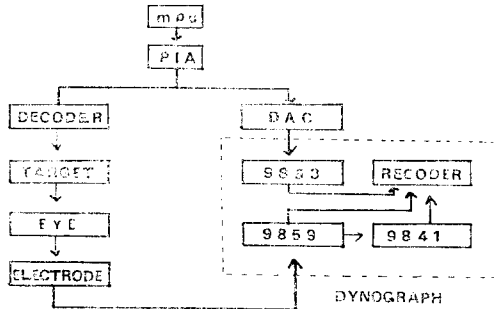 mpu
PIA
DECODER
DAC
TARGET
9853
RECODER
EYE
9859
9841
ELECTRODE
DYNOGRAPH